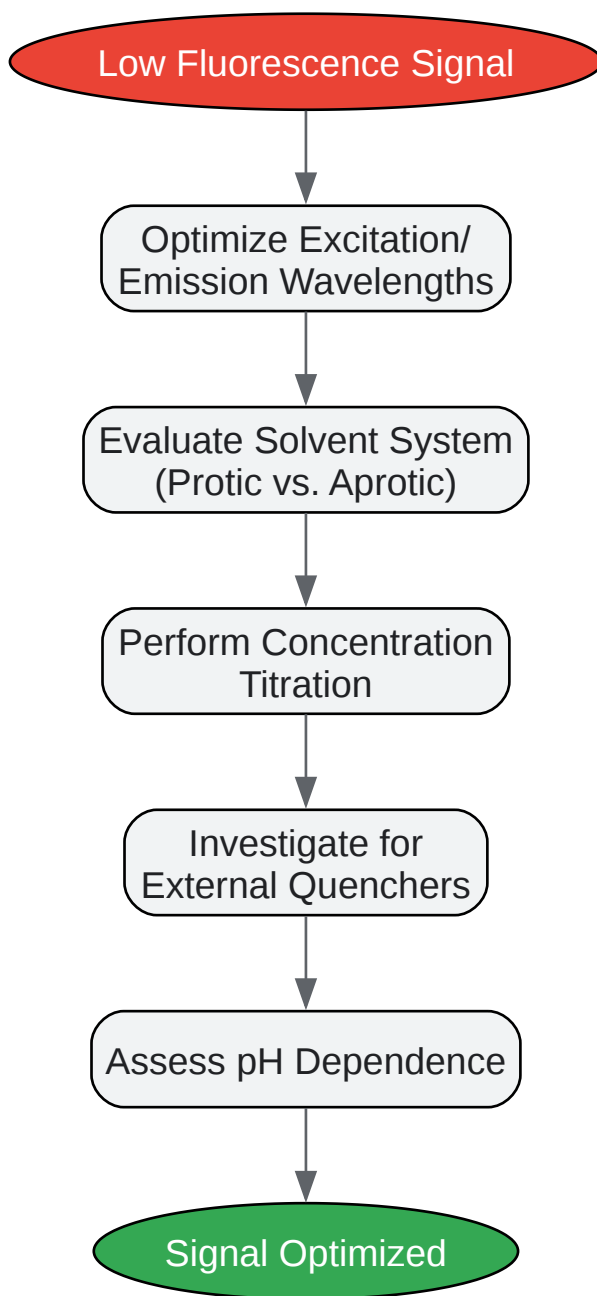 Low Fluorescence Signal
Optimize Excitation/
Emission Wavelengths
Evaluate Solvent System
(Protic vs. Aprotic)
Perform Concentration
Titration
Investigate for
External Quenchers
Assess pH Dependence
Signal Optimized